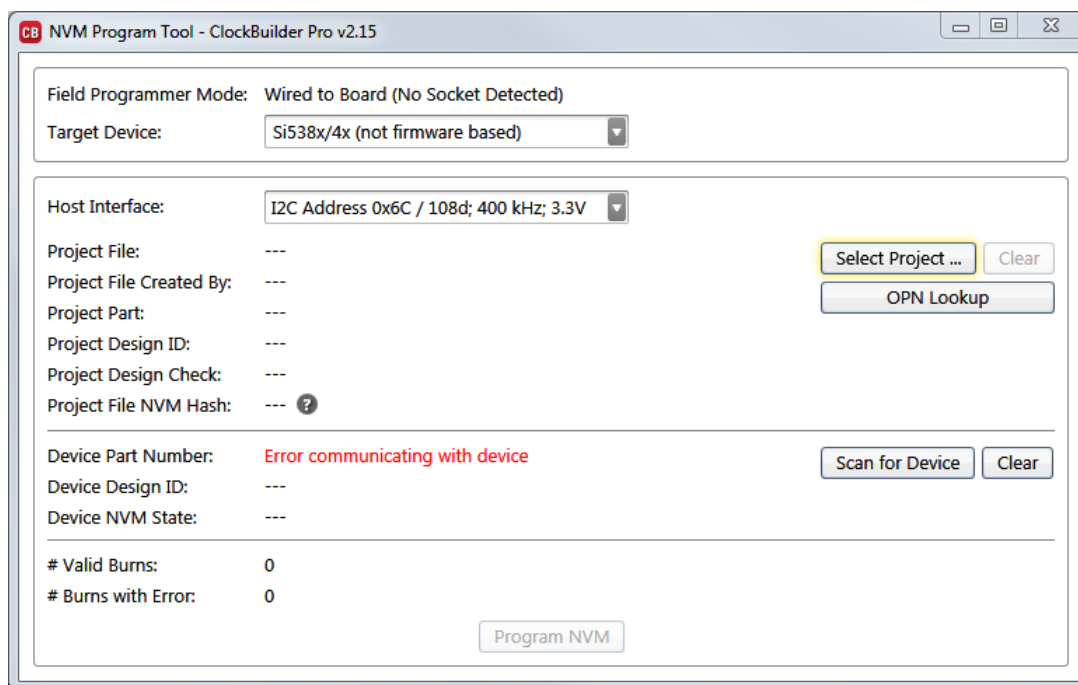 CB NVM Program Tool - ClockBuilder Pro v2.15
Field Programmer Mode: Wired to Board (No Socket Detected)
Target Device: Si538x/4x (not firmware based)
Host Interface: I2C Address 0x6C / 108d; 400 kHz; 3.3V
Project File: ---
Select Project ... Clear
Project File Created By: ---
OPN Lookup
Project Part: ---
Project Design ID: ---
Project Design Check: ---
Project File NVM Hash: --- ?
Device Part Number: Error communicating with device
Scan for Device Clear
Device Design ID: ---
Device NVM State: ---
# Valid Burns: 0
# Burns with Error: 0
Program NVM